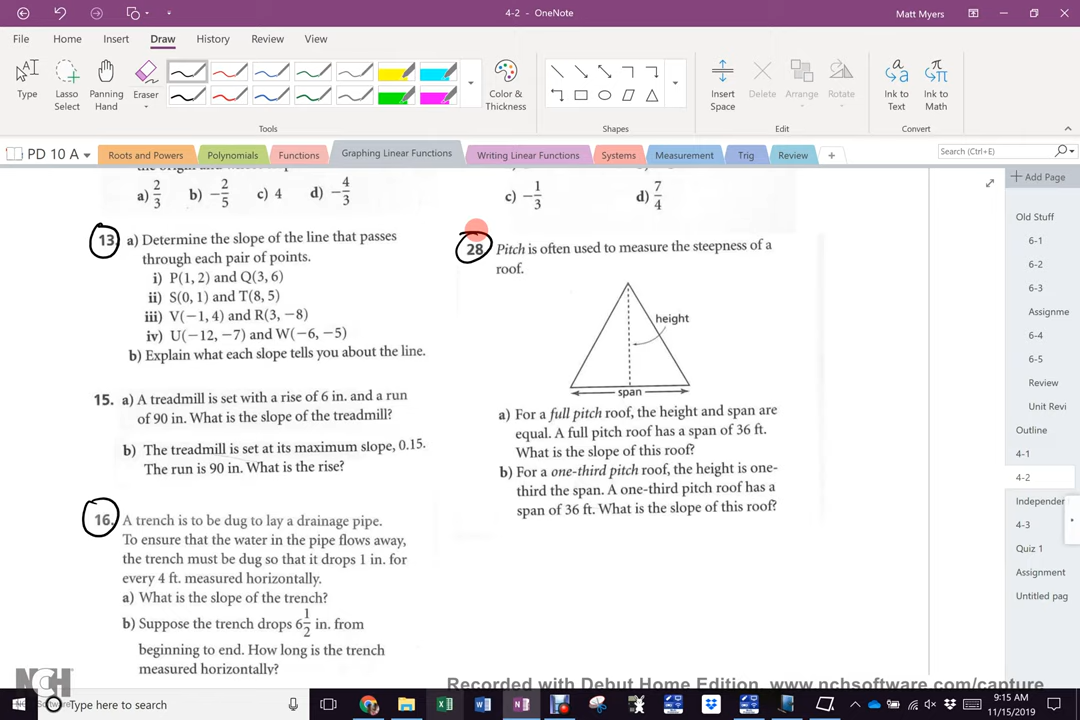 4-2 - OneNote
Matt Myers
File Home Insert Draw History Review View
Type
Lasso Select
Panning Hand
Eraser
Color & Thickness
Insert Space
Delete
Arrange
Rotate
Ink to Text
Ink to Math
Tools
Shapes
Edit
Convert
PD 10 A
Roots and Powers Polynomials Functions Graphing Linear Functions Writing Linear Functions Systems Measurement Trig Review
Search (Ctrl+E)
Add Page
Old Stuff
6-1
6-2
6-3
Assignme
6-4
6-5
Review
Unit Revi
Outline
4-1
4-2
Independer
4-3
Quiz 1
Assignment
Untitled pag
a) 2/3 b) -2/5 c) 4 d) -4/3
13. a) Determine the slope of the line that passes
through each pair of points.
i) P(1, 2) and Q(3, 6)
ii) S(0, 1) and T(8, 5)
iii) V(−1, 4) and R(3, −8)
iv) U(−12, −7) and W(−6, −5)
b) Explain what each slope tells you about the line.
15. a) A treadmill is set with a rise of 6 in. and a run
of 90 in. What is the slope of the treadmill?
b) The treadmill is set at its maximum slope, 0.15.
The run is 90 in. What is the rise?
16. A trench is to be dug to lay a drainage pipe.
To ensure that the water in the pipe flows away,
the trench must be dug so that it drops 1 in. for
every 4 ft. measured horizontally.
a) What is the slope of the trench?
b) Suppose the trench drops 6 1/2 in. from
beginning to end. How long is the trench
measured horizontally?
c) -1/3 d) 7/4
28 Pitch is often used to measure the steepness of a
roof.
height
span
a) For a full pitch roof, the height and span are
equal. A full pitch roof has a span of 36 ft.
What is the slope of this roof?
b) For a one-third pitch roof, the height is one-
third the span. A one-third pitch roof has a
span of 36 ft. What is the slope of this roof?
NCH
Recorded with Debut Home Edition www.nchsoftware.com/capture
Type here to search
9:15 AM
11/15/2019